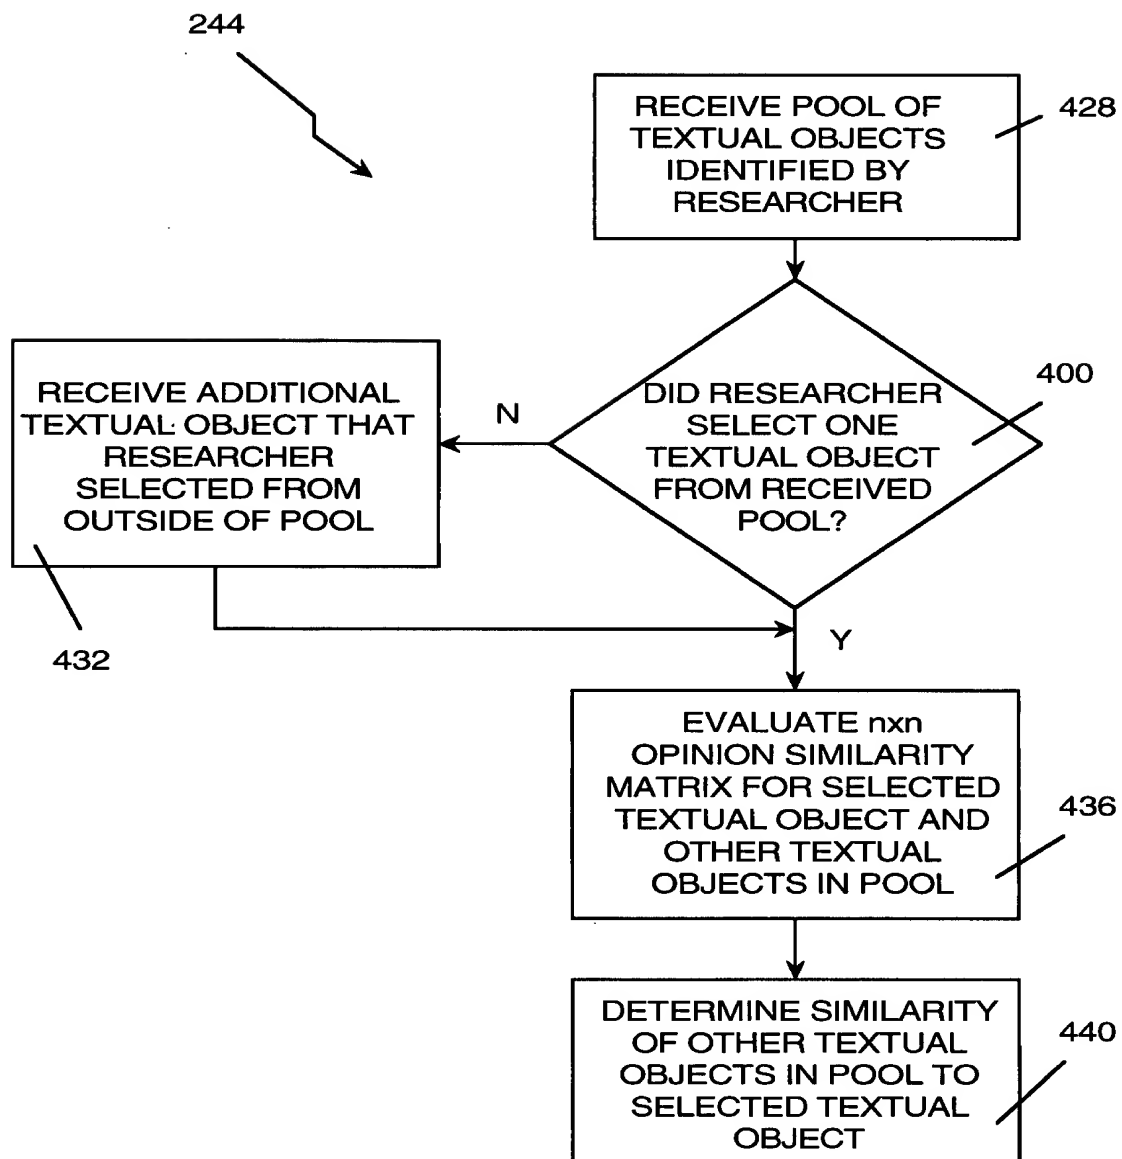 244
RECEIVE POOL OF
TEXTUAL OBJECTS
IDENTIFIED BY
RESEARCHER
428
DID RESEARCHER
SELECT ONE
TEXTUAL OBJECT
FROM RECEIVED
POOL?
400
N
RECEIVE ADDITIONAL
TEXTUAL OBJECT THAT
RESEARCHER
SELECTED FROM
OUTSIDE OF POOL
432
Y
EVALUATE nxn
OPINION SIMILARITY
MATRIX FOR SELECTED
TEXTUAL OBJECT AND
OTHER TEXTUAL
OBJECTS IN POOL
436
DETERMINE SIMILARITY
OF OTHER TEXTUAL
OBJECTS IN POOL TO
SELECTED TEXTUAL
OBJECT
440